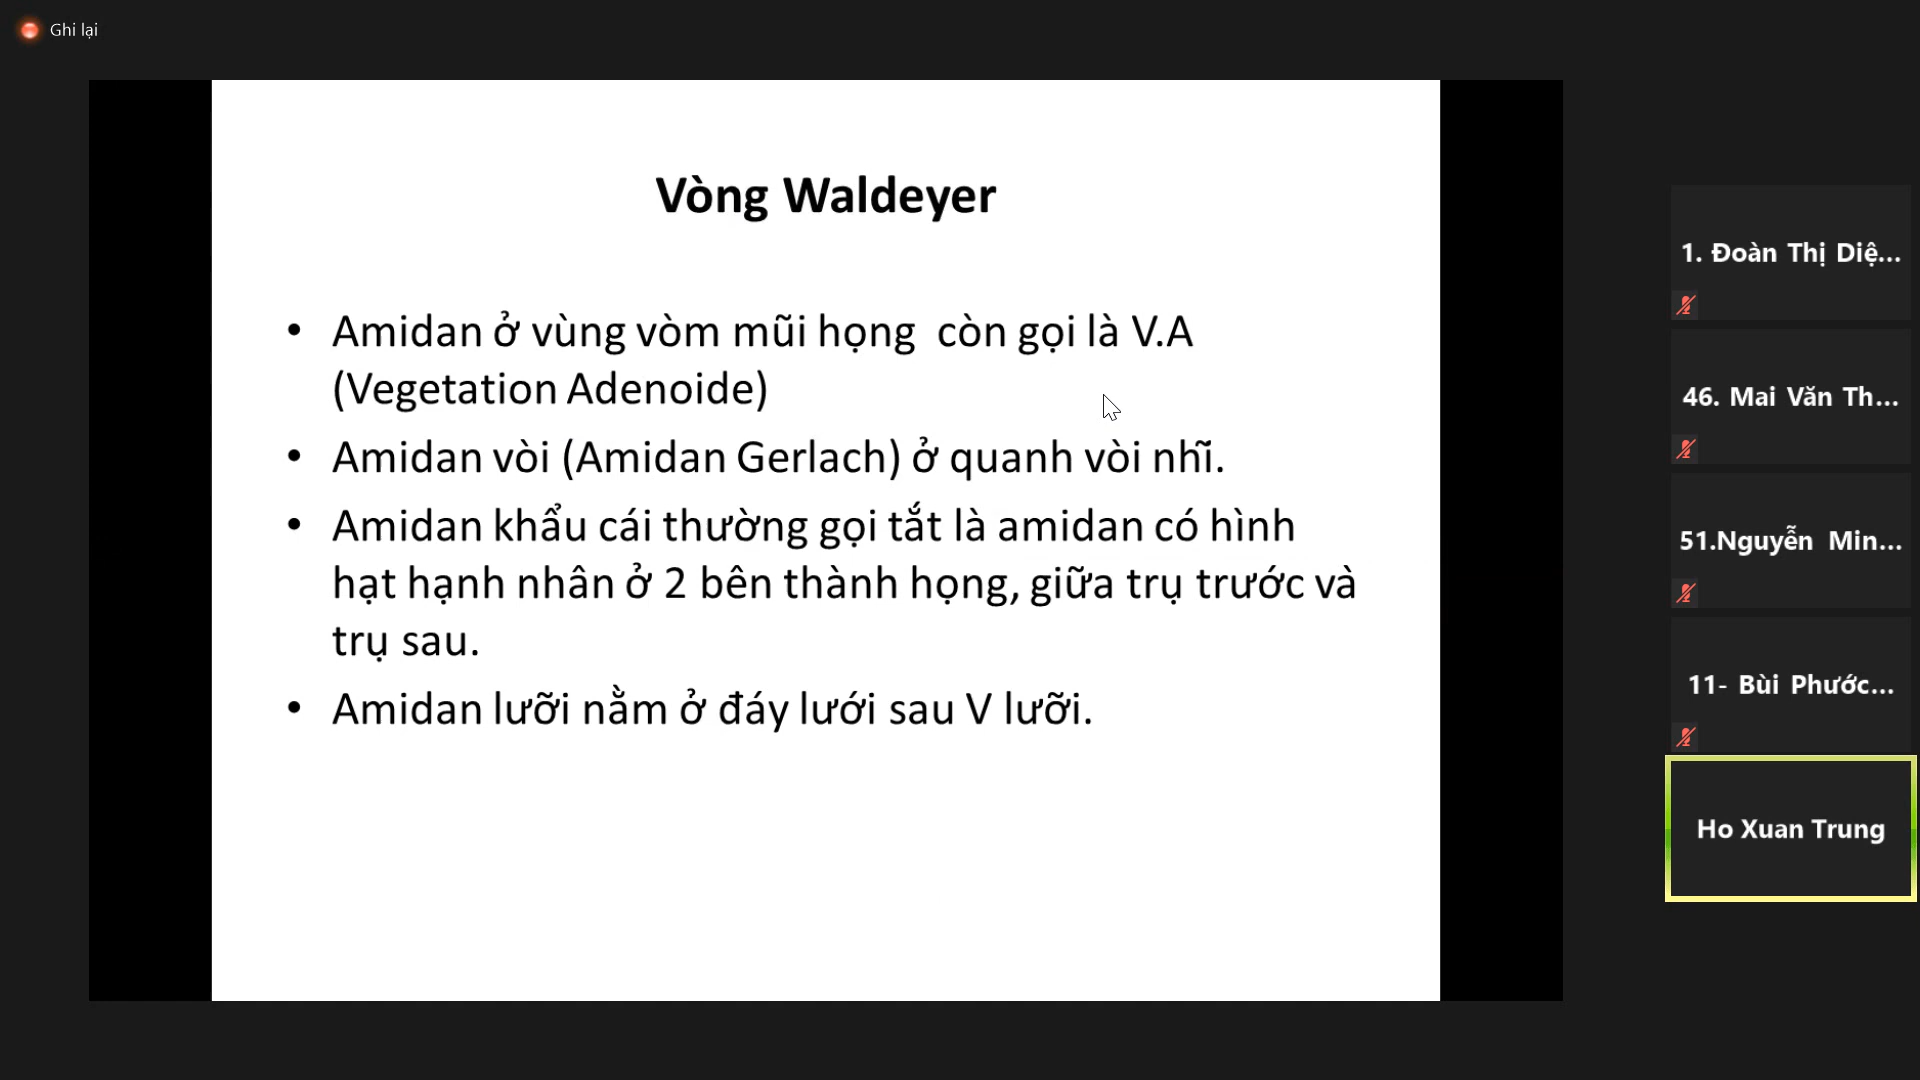 Ghi lại
Vòng Waldeyer
• Amidan ở vùng vòm mũi họng còn gọi là V.A
(Vegetation Adenoide)
• Amidan vòi (Amidan Gerlach) ở quanh vòi nhĩ.
• Amidan khẩu cái thường gọi tắt là amidan có hình
hạt hạnh nhân ở 2 bên thành họng, giữa trụ trước và
trụ sau.
• Amidan lưỡi nằm ở đáy lưới sau V lưỡi.
1. Đoàn Thị Diệ...
46. Mai Văn Th...
51.Nguyễn Min...
11- Bùi Phước...
Ho Xuan Trung